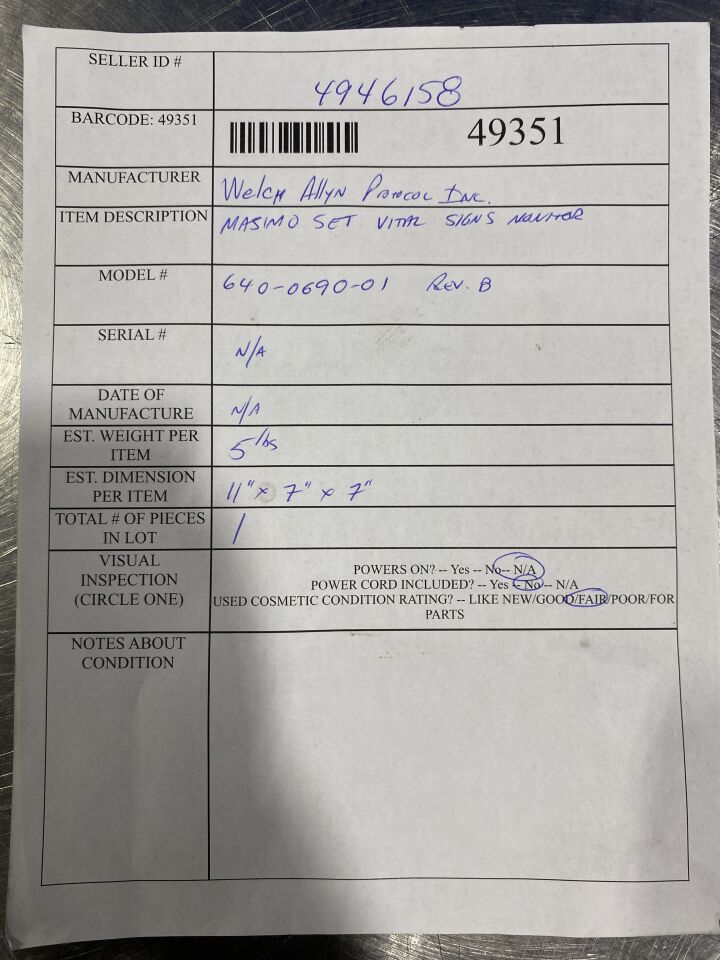 SELLER ID #
4946158
BARCODE: 49351
49351
MANUFACTURER
Welch Allyn Protocol Inc.
ITEM DESCRIPTION
MASIMO SET VITAL SIGNS MONITOR
MODEL #
640-0690-01 Rev. B
SERIAL #
N/A
DATE OF
MANUFACTURE
N/A
EST. WEIGHT PER
ITEM
5 lbs
EST. DIMENSION
PER ITEM
11" x 7" x 7"
TOTAL # OF PIECES
IN LOT
1
VISUAL
INSPECTION
(CIRCLE ONE)
POWERS ON? -- Yes -- No-- N/A
POWER CORD INCLUDED? -- Yes -- No -- N/A
USED COSMETIC CONDITION RATING? -- LIKE NEW/GOOD/FAIR/POOR/FOR
PARTS
NOTES ABOUT
CONDITION